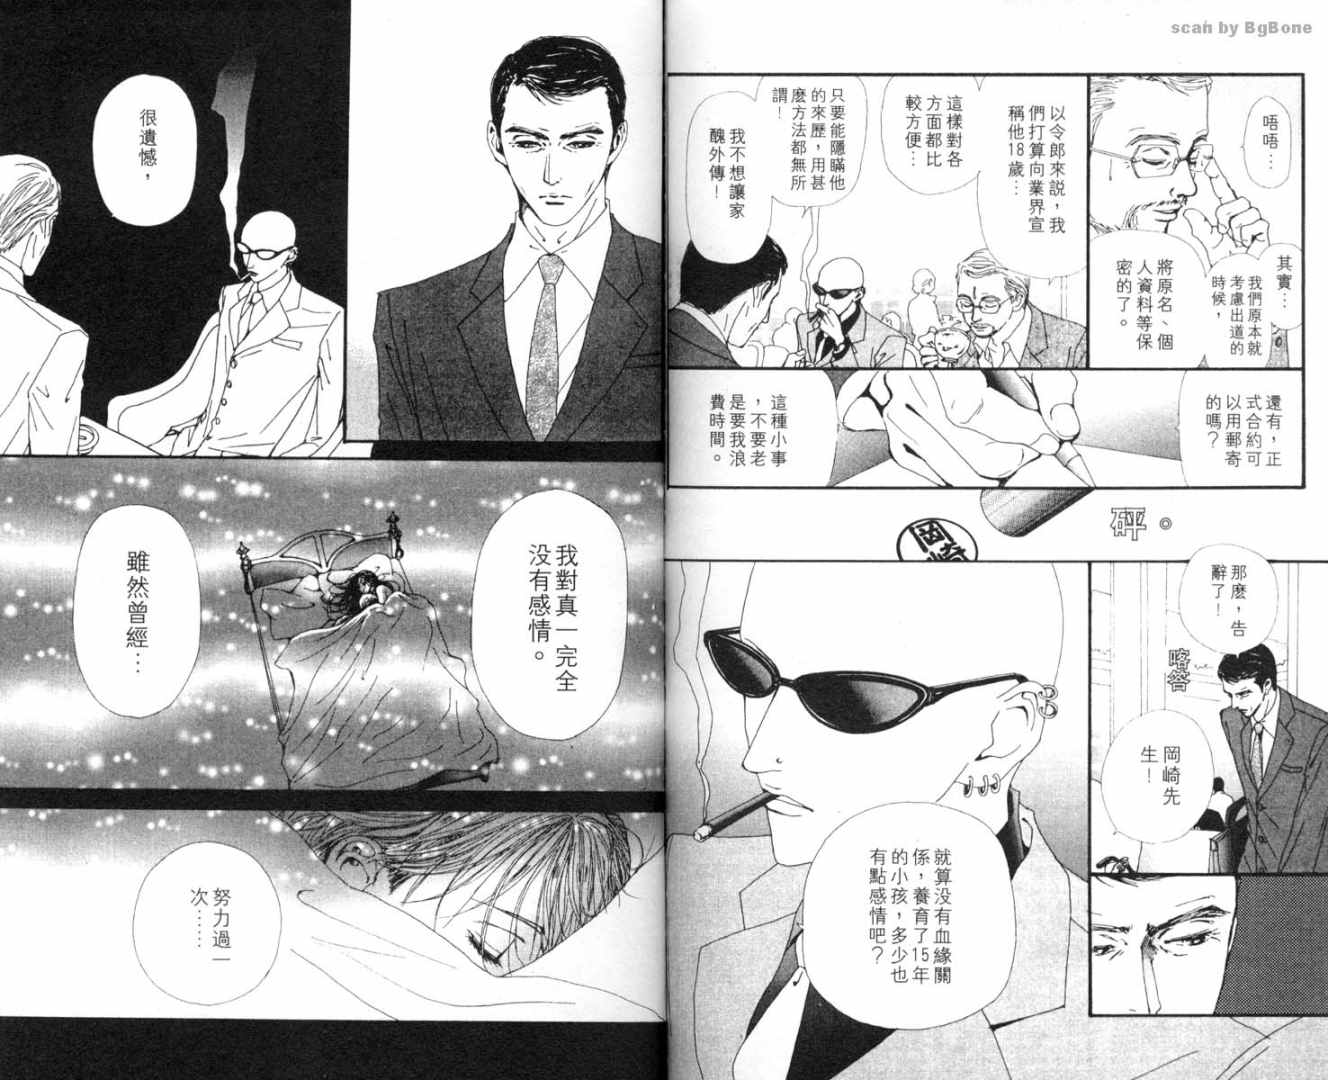 scan by BgBone
唔唔…
其實…
我們原本就
考慮出道的
時候，
將原名、個
人資料等保
密的了。
以令郎來説，我
們打算向業界宣
稱他18歲…
這樣對各
方面都比
較方便…
只要能隱瞞他
的來歷，用甚
麽方法都無所
謂！
我不想讓家
醜外傳！
還有，正
式合約可
以用郵寄
的嗎？
這種小事
，不要老
是要我浪
費時間。
砰。
岡崎
那麽，告
辭了！
喀答
岡崎先
生！
就算没有血緣關
係，養育了15年
的小孩，多少也
有點感情吧？
很遺憾，
我對真一完全
没有感情。
雖然曾經…
努力過一
次……